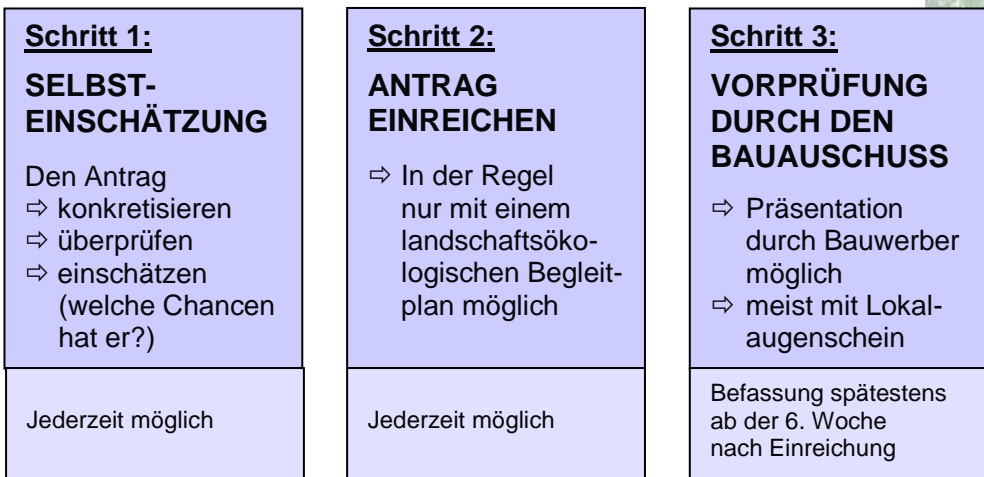 Schritt 1:
SELBST-
EINSCHÄTZUNG
Den Antrag
⇨ konkretisieren
⇨ überprüfen
⇨ einschätzen
(welche Chancen
hat er?)
Jederzeit möglich
Schritt 2:
ANTRAG
EINREICHEN
⇨ In der Regel
nur mit einem
landschaftsöko-
logischen Begleit-
plan möglich
Jederzeit möglich
Schritt 3:
VORPRÜFUNG
DURCH DEN
BAUAUSCHUSS
⇨ Präsentation
durch Bauwerber
möglich
⇨ meist mit Lokal-
augenschein
Befassung spätestens
ab der 6. Woche
nach Einreichung